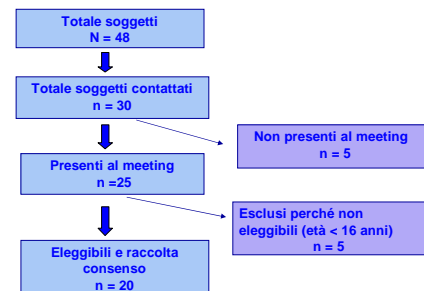 Totale soggetti
N = 48
Totale soggetti contattati
n = 30
Non presenti al meeting
n = 5
Presenti al meeting
n =25
Esclusi perché non
eleggibili (età < 16 anni)
n = 5
Eleggibili e raccolta
consenso
n = 20